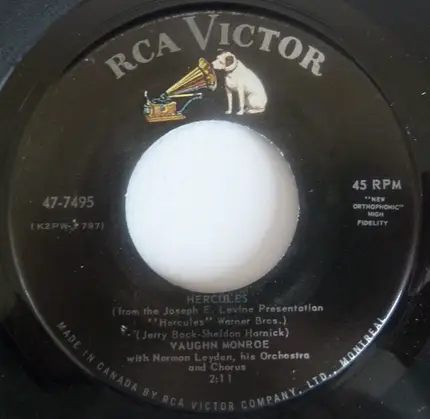 RCA VICTOR
47-7495
45 RPM
"NEW
ORTHOPHONIC"
HIGH
FIDELITY
HERCULES
(from the Joseph E. Levine Presentation
"Hercules" Warner Bros.)
(Jerry Bock-Sheldon Harnick)
VAUGHN MONROE
with Norman Leyden, his Orchestra
and Chorus
2:11
MADE IN CANADA BY RCA VICTOR COMPANY, LTD., MONTREAL